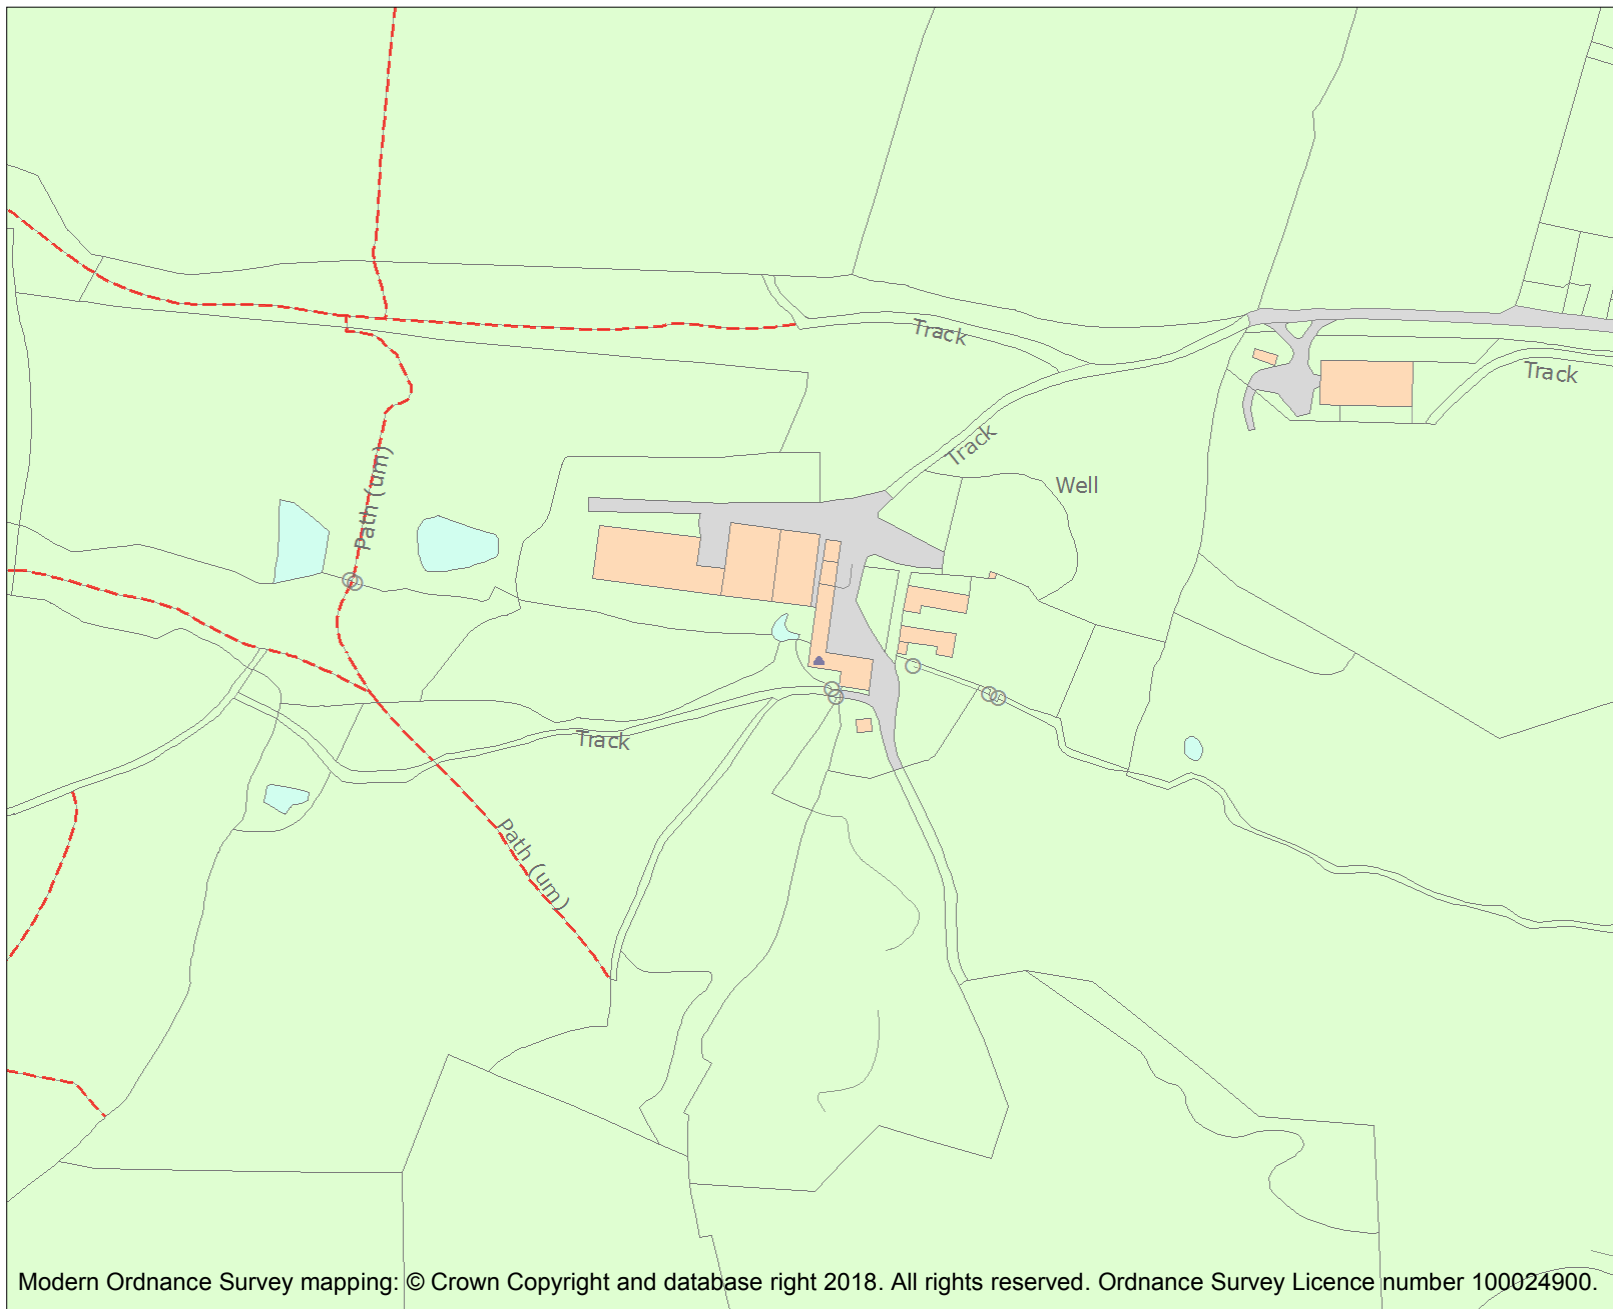 Track
Track
Track
Path (um)
Well
Track
Path (um)
Modern Ordnance Survey mapping: © Crown Copyright and database right 2018. All rights reserved. Ordnance Survey Licence number 100024900.